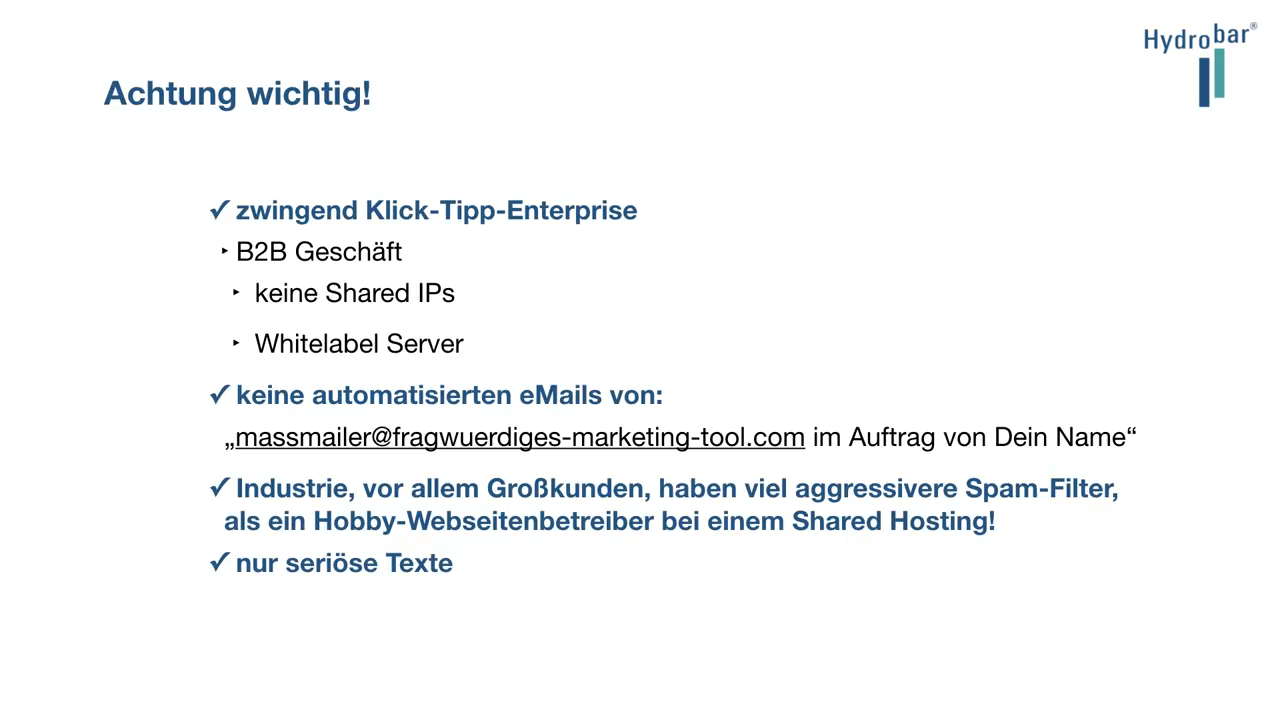 Hydrobar®
Achtung wichtig!
✓ zwingend Klick-Tipp-Enterprise
‣ B2B Geschäft
‣ keine Shared IPs
‣ Whitelabel Server
✓ keine automatisierten eMails von:
„massmailer@fragwuerdiges-marketing-tool.com im Auftrag von Dein Name“
✓ Industrie, vor allem Großkunden, haben viel aggressivere Spam-Filter,
als ein Hobby-Webseitenbetreiber bei einem Shared Hosting!
✓ nur seriöse Texte